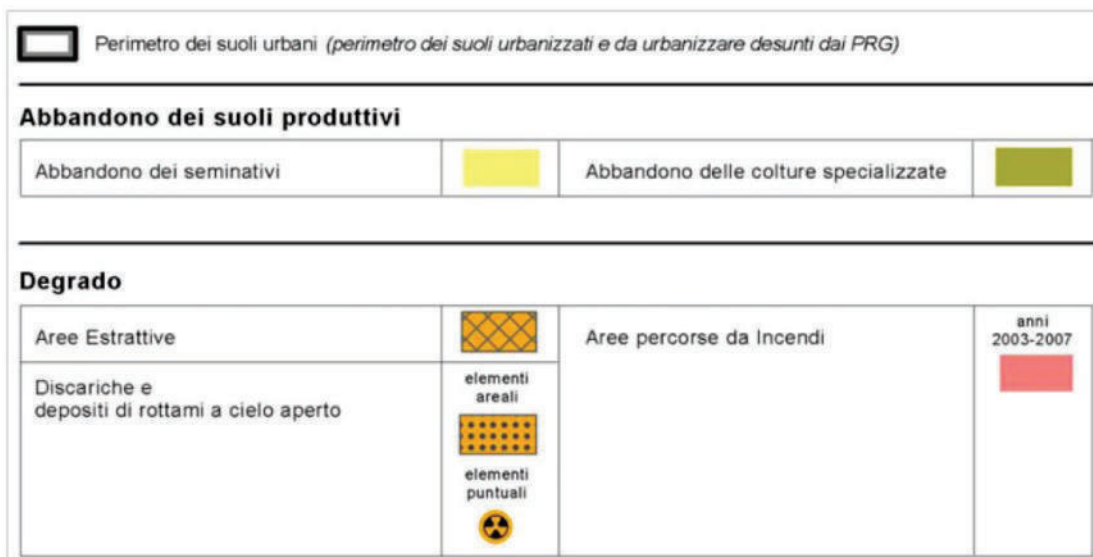 Perimetro dei suoli urbani (perimetro dei suoli urbanizzati e da urbanizzare desunti dai PRG)
Abbandono dei suoli produttivi
Abbandono dei seminativi
Abbandono delle colture specializzate
Degrado
Aree Estrattive
Aree percorse da Incendi
anni
2003-2007
Discariche e
depositi di rottami a cielo aperto
elementi
areali
elementi
puntuali